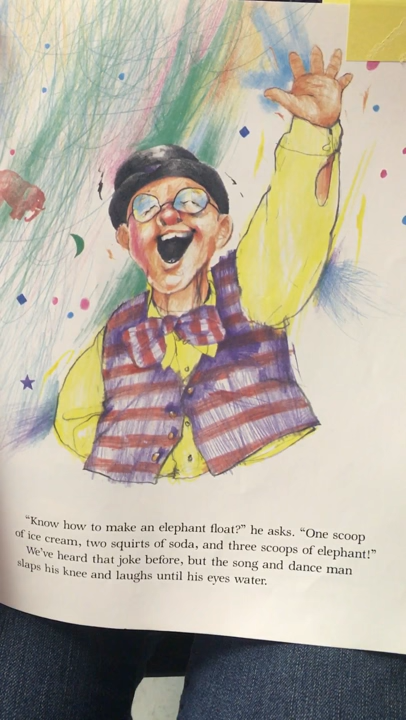 “Know how to make an elephant float?” he asks. “One scoop
of ice cream, two squirts of soda, and three scoops of elephant!”
We’ve heard that joke before, but the song and dance man
slaps his knee and laughs until his eyes water.